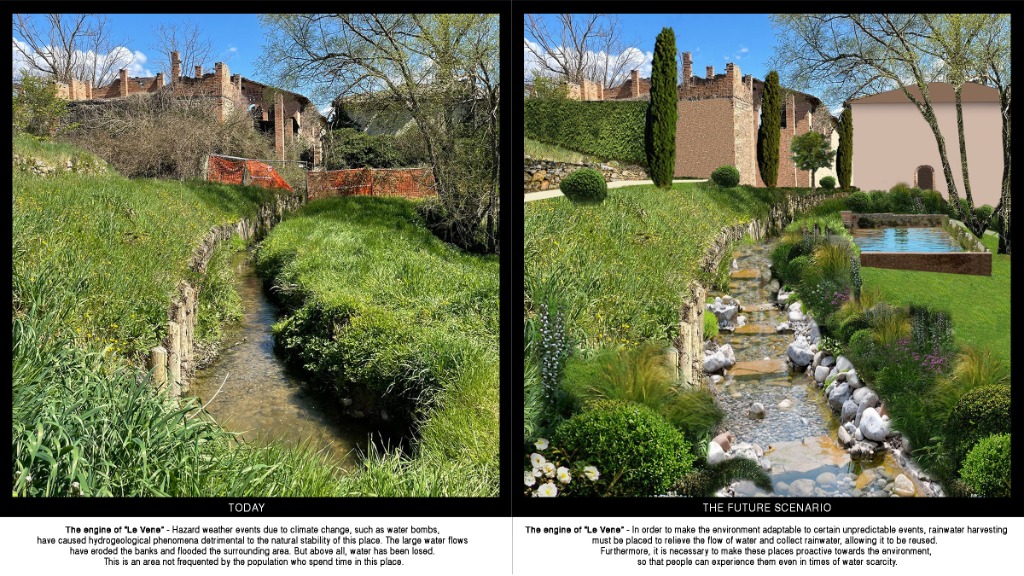 TODAY
The engine of "Le Vene" - Hazard weather events due to climate change, such as water bombs,
have caused hydrogeological phenomena detrimental to the natural stability of this place. The large water flows
have eroded the banks and flooded the surrounding area. But above all, water has been lost.
This is an area not frequented by the population who spend time in this place.
THE FUTURE SCENARIO
The engine of "Le Vene" - In order to make the environment adaptable to certain unpredictable events, rainwater harvesting
must be placed to relieve the flow of water and collect rainwater, allowing it to be reused.
Furthermore, it is necessary to make these places proactive towards the environment,
so that people can experience them even in times of water scarcity.